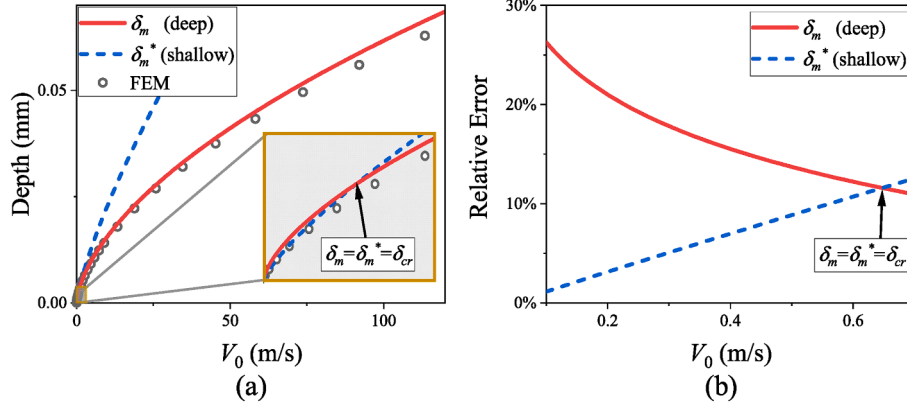 (a)
δm (deep)
δm* (shallow)
FEM
0.05
0.00
Depth (mm)
δm=δm*=δcr
0
50
100
V0 (m/s)
(a)
(b)
δm (deep)
δm* (shallow)
30%
20%
10%
0%
Relative Error
δm=δm*=δcr
0.2
0.4
0.6
V0 (m/s)
(b)